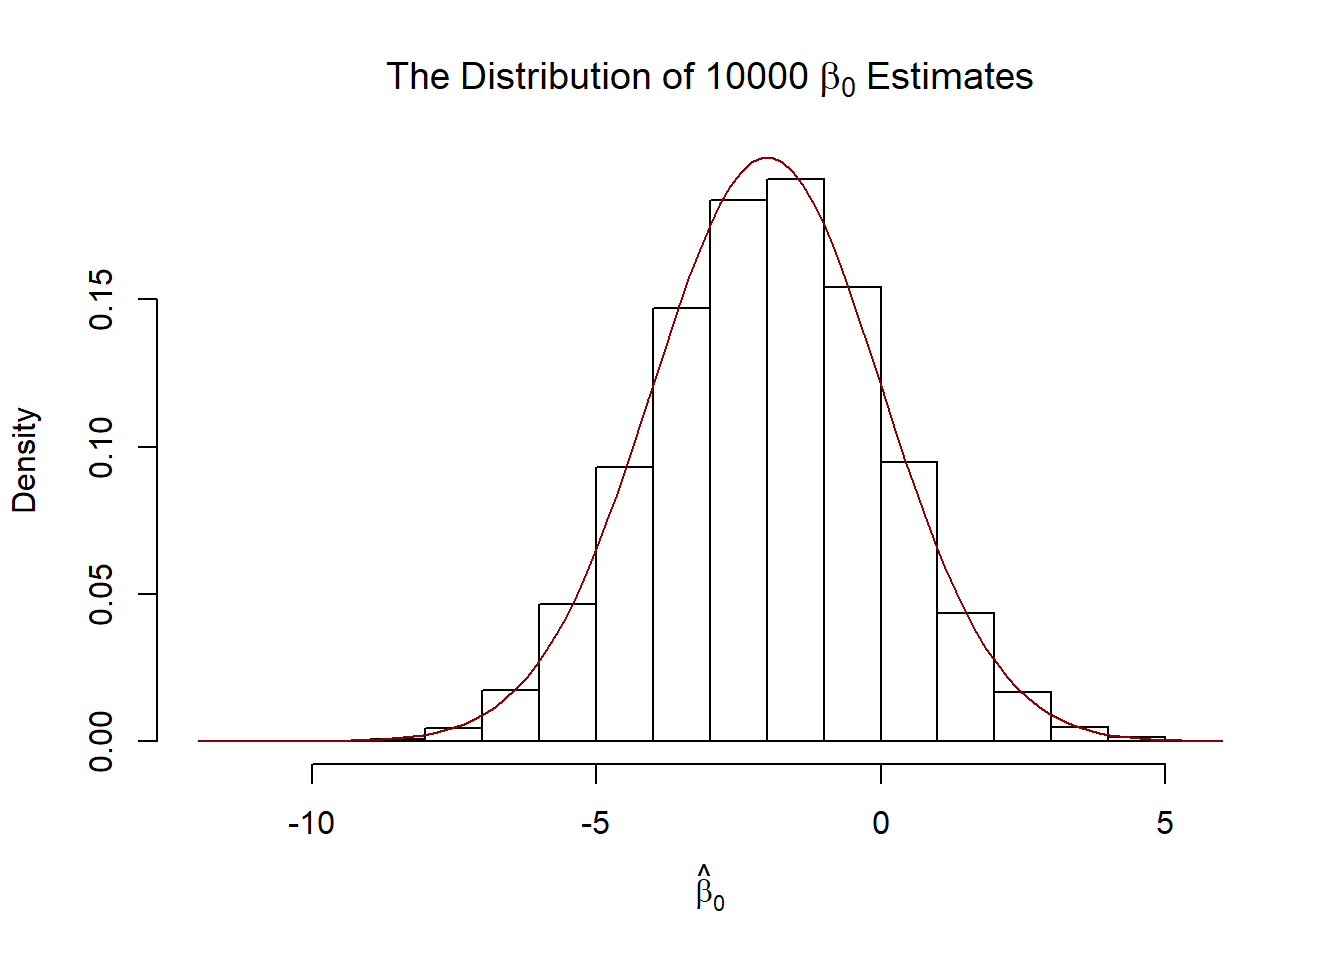 The Distribution of 10000 β₀ Estimates
0.15
0.10
0.05
0.00
Density
-10 -5 0 5
β̂₀